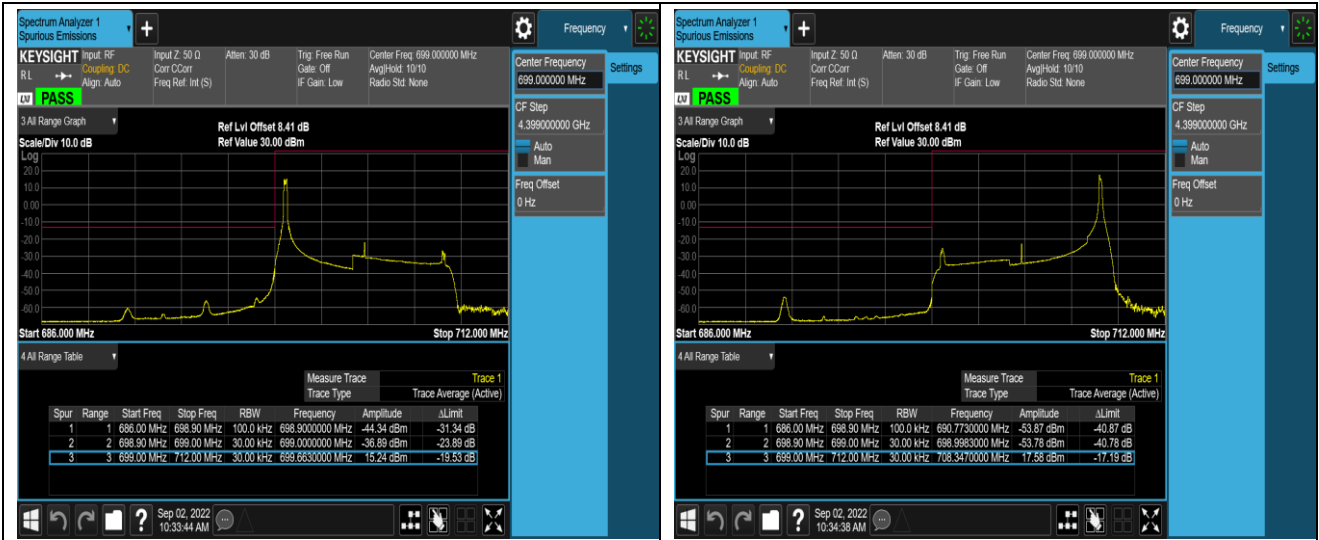 Spectrum Analyzer 1
Spurious Emissions
+
Frequency
KEYSIGHT Input: RF Input Z: 50 Ω Atten: 30 dB Trig: Free Run Center Freq: 699.000000 MHz
Coupling: DC Corr CCorr Gate: Off Avg|Hold: 10/10
RL Align: Auto Freq Ref: Int (S) IF Gain: Low Radio Std: None
LXI PASS
Center Frequency
699.000000 MHz
Settings
CF Step
4.399000000 GHz
Auto
Man
Freq Offset
0 Hz
3 All Range Graph
Ref Lvl Offset 8.41 dB
Scale/Div 10.0 dB Ref Value 30.00 dBm
Log
20.0
10.0
0.00
-10.0
-20.0
-30.0
-40.0
-50.0
-60.0
Start 686.000 MHz Stop 712.000 MHz
4 All Range Table
Measure Trace Trace 1
Trace Type Trace Average (Active)
Spur Range Start Freq Stop Freq RBW Frequency Amplitude ΔLimit
1 1 686.00 MHz 698.90 MHz 100.0 kHz 698.9000000 MHz -44.34 dBm -31.34 dB
2 2 698.90 MHz 699.00 MHz 30.00 kHz 699.0000000 MHz -36.89 dBm -23.89 dB
3 3 699.00 MHz 712.00 MHz 30.00 kHz 699.6630000 MHz 15.24 dBm -19.53 dB
? Sep 02, 2022
10:33:44 AM
Spectrum Analyzer 1
Spurious Emissions
+
Frequency
KEYSIGHT Input: RF Input Z: 50 Ω Atten: 30 dB Trig: Free Run Center Freq: 699.000000 MHz
Coupling: DC Corr CCorr Gate: Off Avg|Hold: 10/10
RL Align: Auto Freq Ref: Int (S) IF Gain: Low Radio Std: None
LXI PASS
Center Frequency
699.000000 MHz
Settings
CF Step
4.399000000 GHz
Auto
Man
Freq Offset
0 Hz
3 All Range Graph
Ref Lvl Offset 8.41 dB
Scale/Div 10.0 dB Ref Value 30.00 dBm
Log
20.0
10.0
0.00
-10.0
-20.0
-30.0
-40.0
-50.0
-60.0
Start 686.000 MHz Stop 712.000 MHz
4 All Range Table
Measure Trace Trace 1
Trace Type Trace Average (Active)
Spur Range Start Freq Stop Freq RBW Frequency Amplitude ΔLimit
1 1 686.00 MHz 698.90 MHz 100.0 kHz 690.7730000 MHz -53.87 dBm -40.87 dB
2 2 698.90 MHz 699.00 MHz 30.00 kHz 698.9983000 MHz -53.78 dBm -40.78 dB
3 3 699.00 MHz 712.00 MHz 30.00 kHz 708.3470000 MHz 17.58 dBm -17.19 dB
? Sep 02, 2022
10:34:38 AM